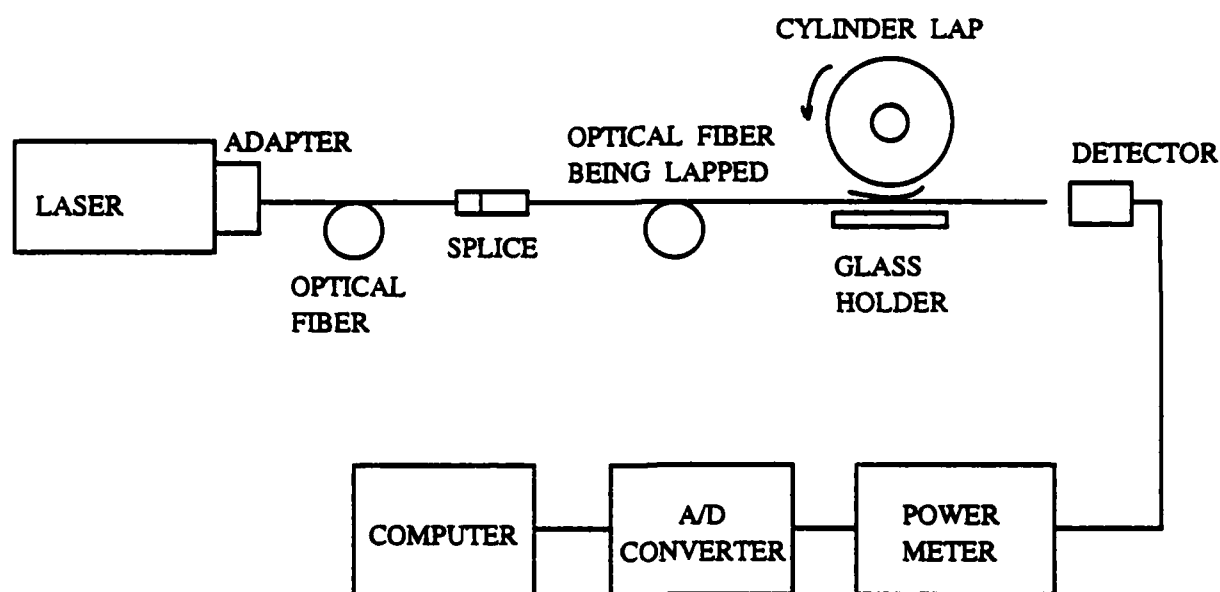 CYLINDER LAP
ADAPTER
OPTICAL FIBER
BEING LAPPED
DETECTOR
LASER
SPLICE
GLASS
HOLDER
OPTICAL
FIBER
COMPUTER
A/D
CONVERTER
POWER
METER